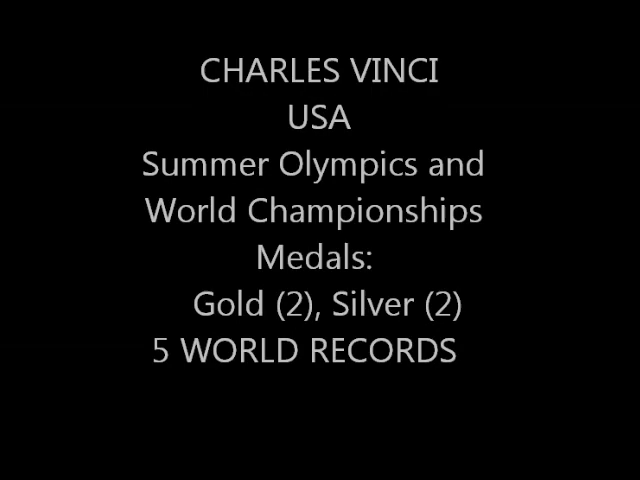 CHARLES VINCI
USA
Summer Olympics and
World Championships
Medals:
Gold (2), Silver (2)
5 WORLD RECORDS